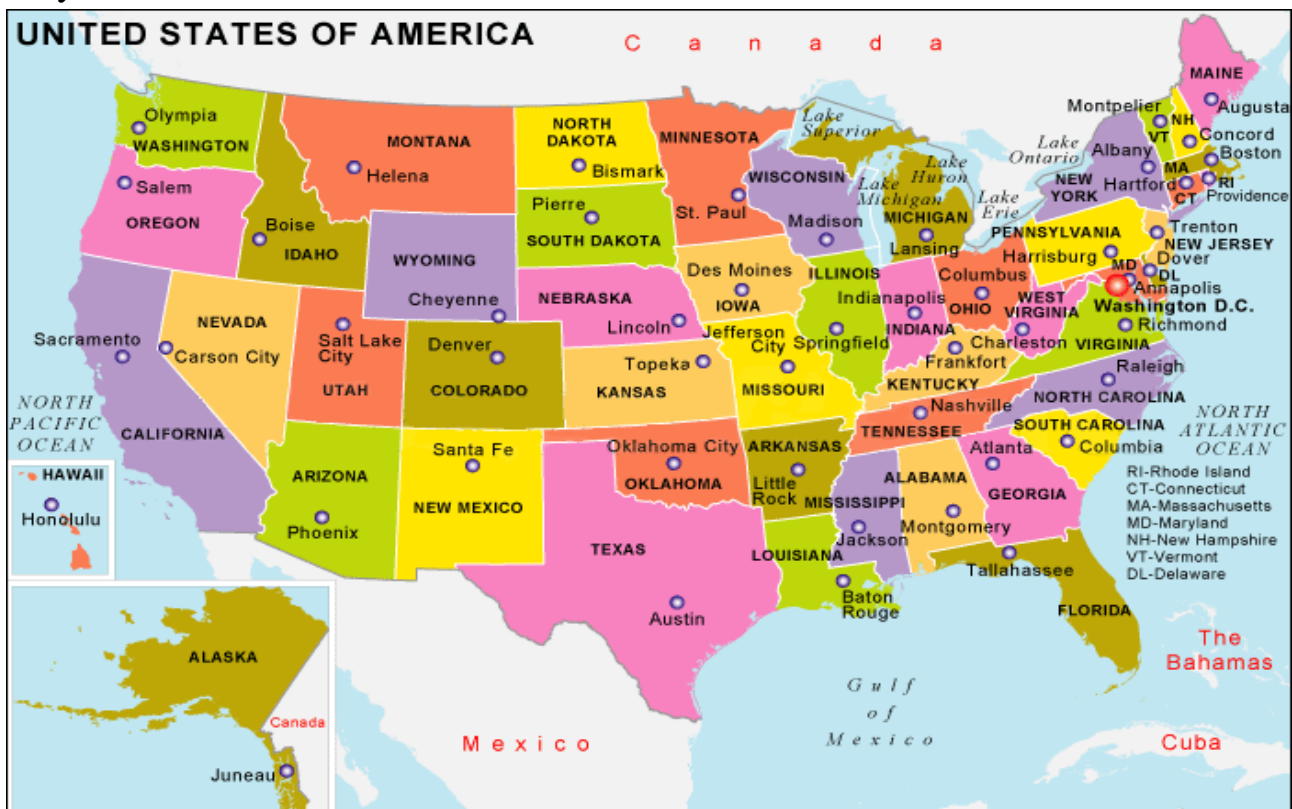 UNITED STATES OF AMERICA
C a n a d a
Olympia
WASHINGTON
Salem
OREGON
Boise
IDAHO
MONTANA
Helena
NORTH
DAKOTA
Bismark
Pierre
SOUTH DAKOTA
MINNESOTA
St. Paul
WISCONSIN
Madison
Lake
Superior
Lake
Michigan
Lake
Huron
MICHIGAN
Lansing
Lake
Erie
Lake
Ontario
MAINE
Augusta
Montpelier
VT
NH
Concord
Boston
MA
Albany
NEW
YORK
Hartford
CT
RI
Providence
PENNSYLVANIA
Harrisburg
Trenton
NEW JERSEY
Dover
DL
MD
Annapolis
Washington D.C.
WYOMING
Cheyenne
NEBRASKA
Lincoln
Des Moines
IOWA
ILLINOIS
Springfield
Indianapolis
INDIANA
Columbus
OHIO
WEST
VIRGINIA
Charleston
Richmond
VIRGINIA
Sacramento
CALIFORNIA
NEVADA
Carson City
Salt Lake
City
UTAH
Denver
COLORADO
Topeka
KANSAS
Jefferson
City
MISSOURI
Frankfort
KENTUCKY
Nashville
TENNESSEE
Raleigh
NORTH CAROLINA
SOUTH CAROLINA
Columbia
NORTH
PACIFIC
OCEAN
NORTH
ATLANTIC
OCEAN
ARIZONA
Phoenix
Santa Fe
NEW MEXICO
Oklahoma City
OKLAHOMA
ARKANSAS
Little
Rock
MISSISSIPPI
Jackson
ALABAMA
Montgomery
Atlanta
GEORGIA
TEXAS
Austin
LOUISIANA
Baton
Rouge
Tallahassee
FLORIDA
RI-Rhode Island
CT-Connecticut
MA-Massachusetts
MD-Maryland
NH-New Hampshire
VT-Vermont
DL-Delaware
HAWAII
Honolulu
ALASKA
Canada
Juneau
M e x i c o
Gulf
of
Mexico
The
Bahamas
Cuba